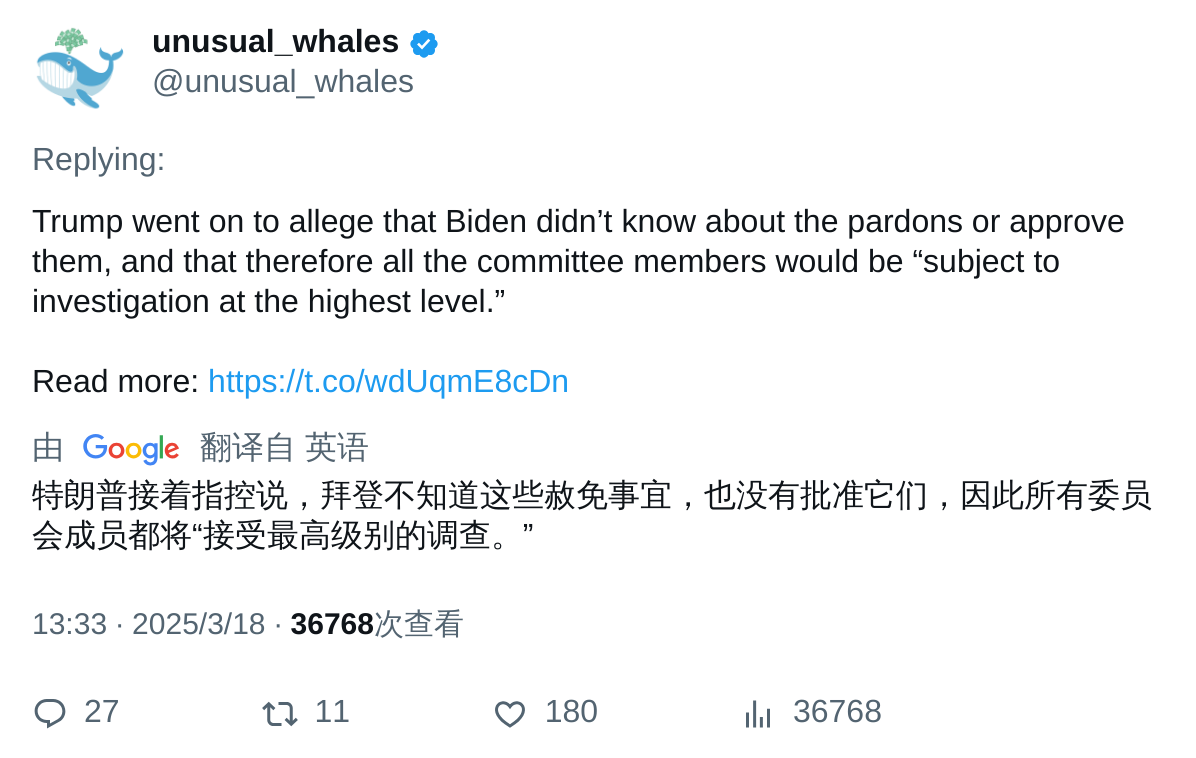 unusual_whales
@unusual_whales
Replying:
Trump went on to allege that Biden didn’t know about the pardons or approve
them, and that therefore all the committee members would be “subject to
investigation at the highest level.”
Read more: https://t.co/wdUqmE8cDn
由 Google 翻译自 英语
特朗普接着指控说，拜登不知道这些赦免事宜，也没有批准它们，因此所有委员
会成员都将“接受最高级别的调查。”
13:33 · 2025/3/18 · 36768次查看
27 11 180 36768